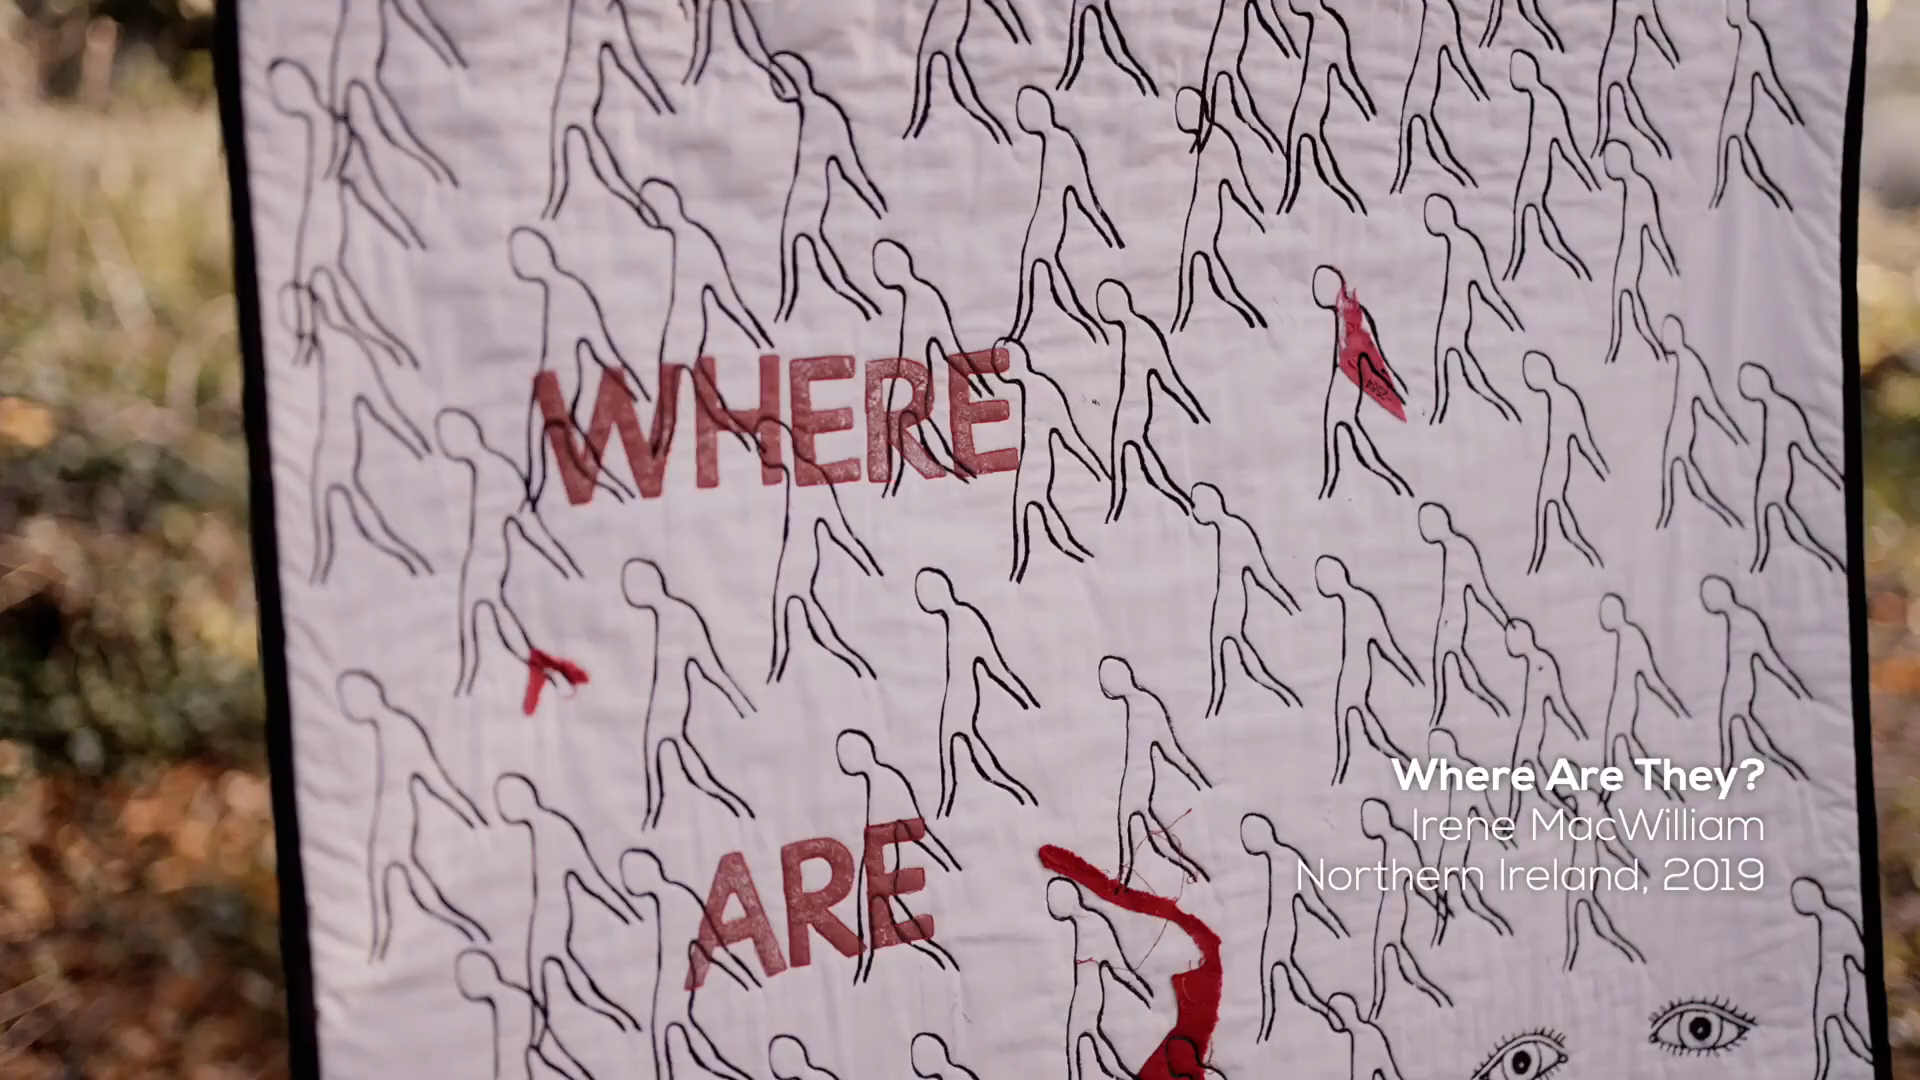 WHERE
ARE
Where Are They?
Irene MacWilliam
Northern Ireland, 2019